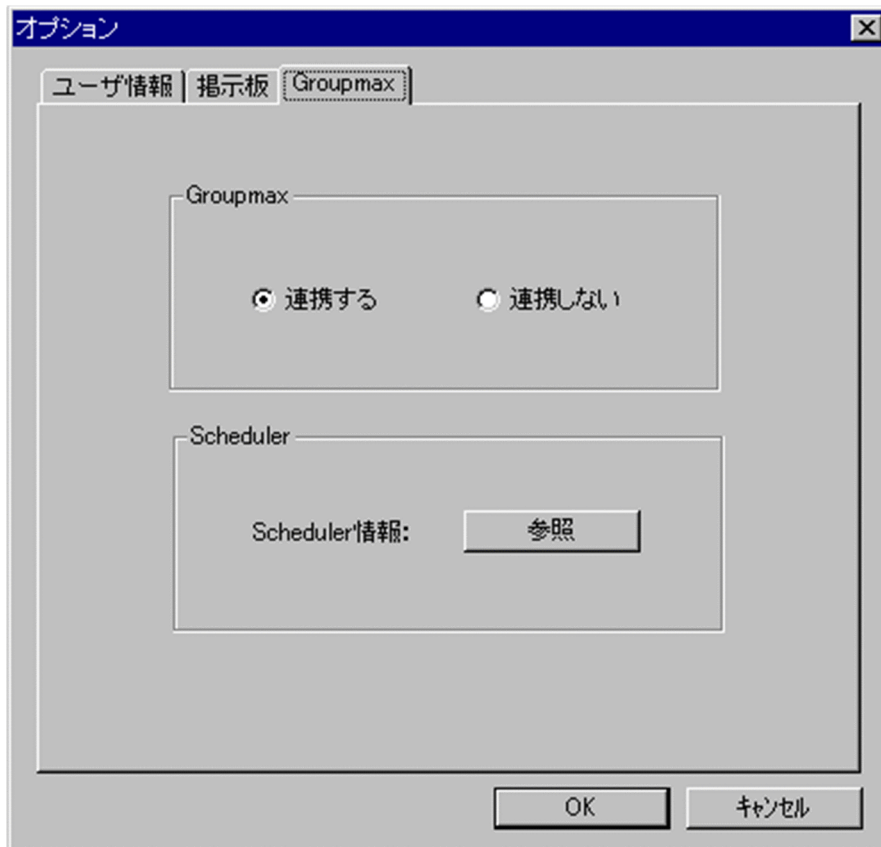 オプション
ユーザ情報 掲示板 Groupmax
Groupmax
連携する 連携しない
Scheduler
Scheduler情報: 参照
OK キャンセル